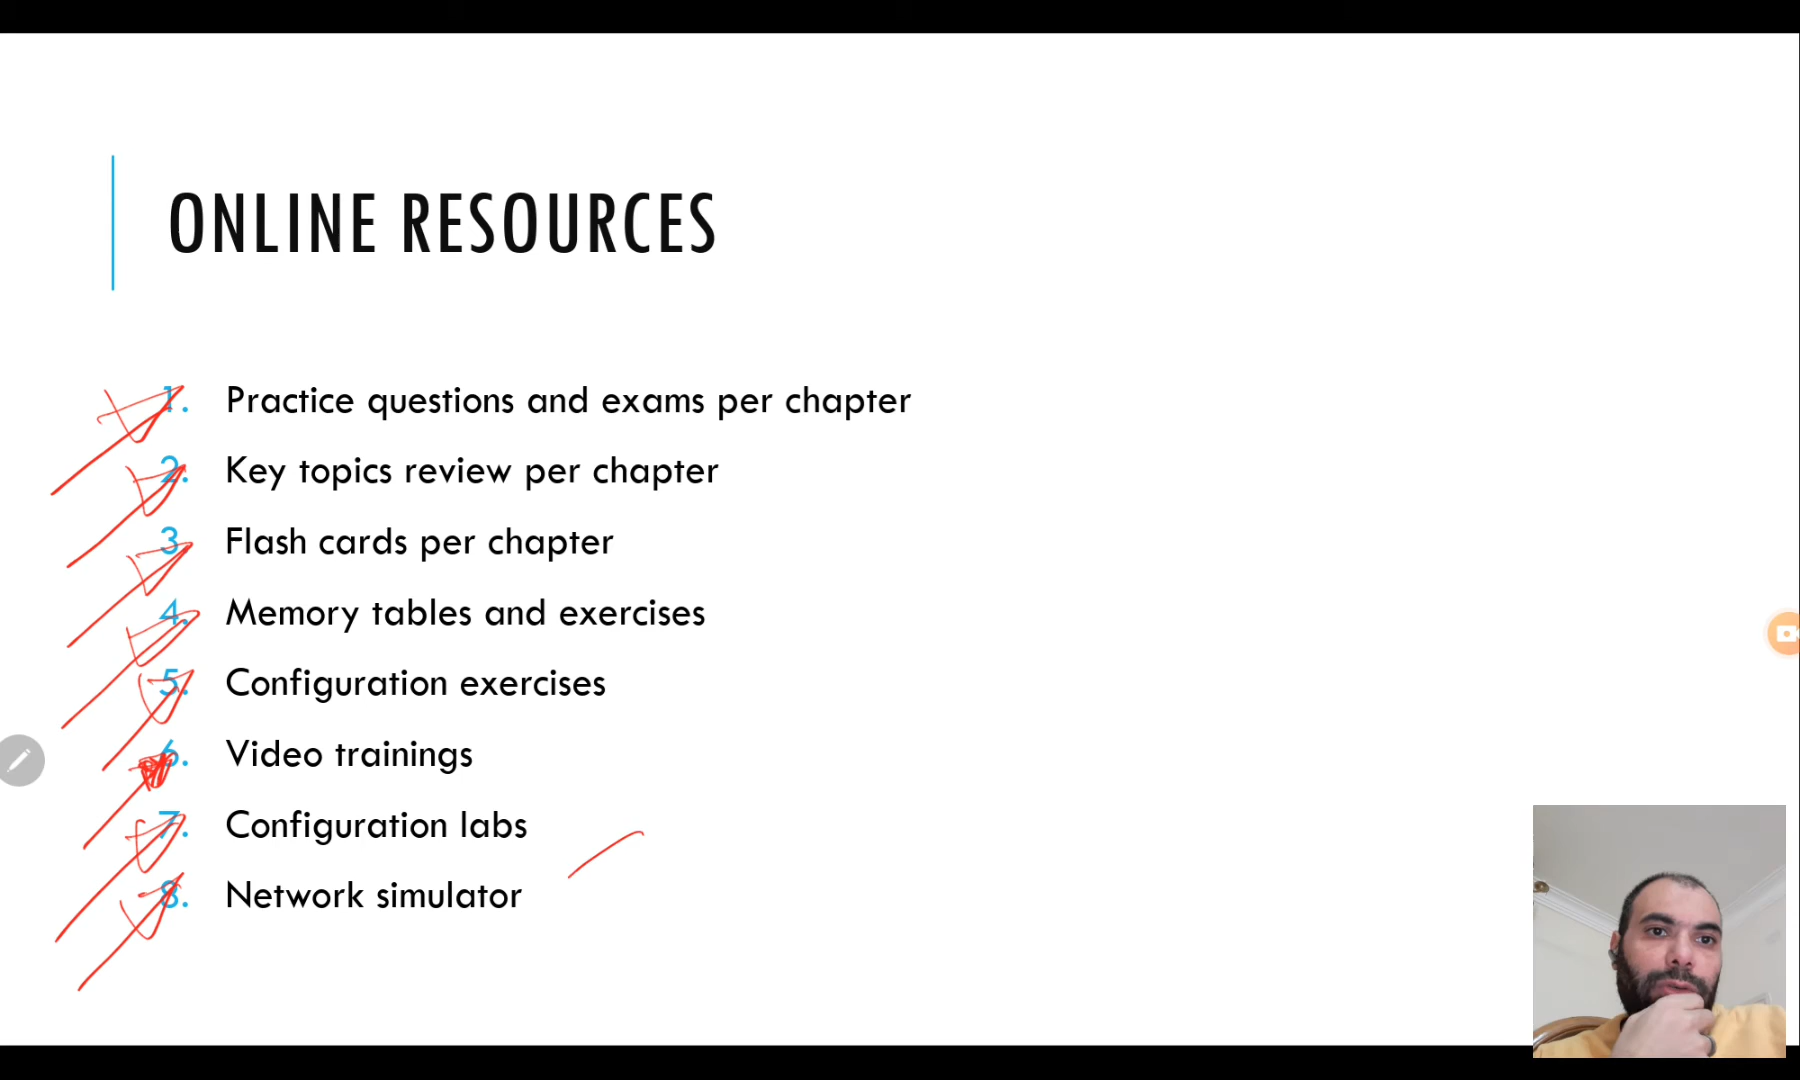 ONLINE RESOURCES
1. Practice questions and exams per chapter
2. Key topics review per chapter
3. Flash cards per chapter
4. Memory tables and exercises
5. Configuration exercises
6. Video trainings
7. Configuration labs
8. Network simulator